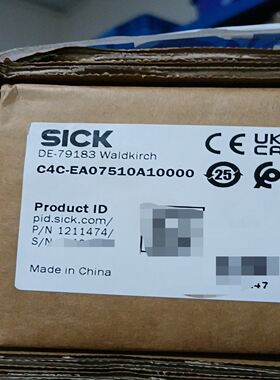 SICK
DE-79183 Waldkirch
C4C-EA07510A10000
CE UK CA
25
Product ID
pid.sick.com/
P/N 1211474/
S/N
Made in China
47